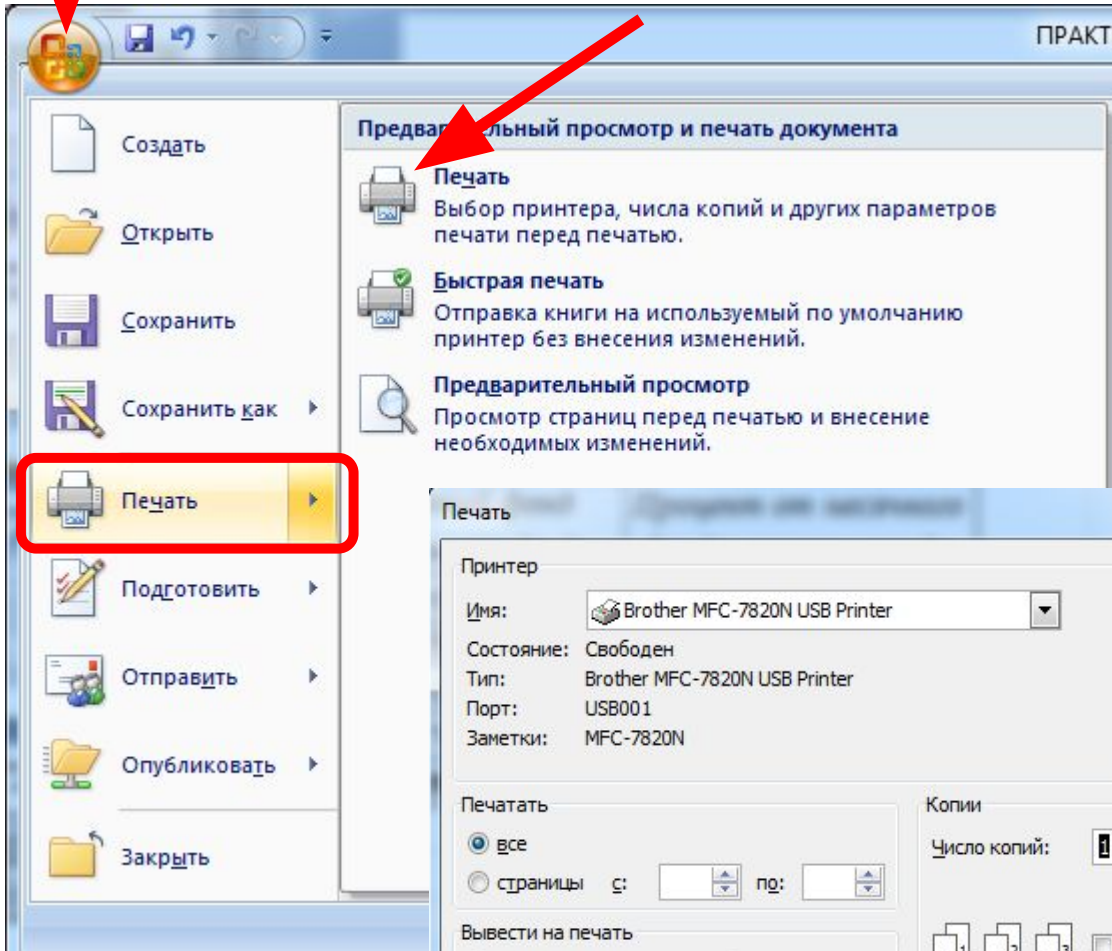 ПРАКТ
Создать
Открыть
Сохранить
Сохранить как
Печать
Подготовить
Отправить
Опубликовать
Закрыть
Предварительный просмотр и печать документа
Печать
Выбор принтера, числа копий и других параметров
печати перед печатью.
Быстрая печать
Отправка книги на используемый по умолчанию
принтер без внесения изменений.
Предварительный просмотр
Просмотр страниц перед печатью и внесение
необходимых изменений.
Печать
Принтер
Имя: Brother MFC-7820N USB Printer
Состояние: Свободен
Тип: Brother MFC-7820N USB Printer
Порт: USB001
Заметки: MFC-7820N
Печатать
все
страницы с: по:
Копии
Число копий: 1
Вывести на печать
1 2 3